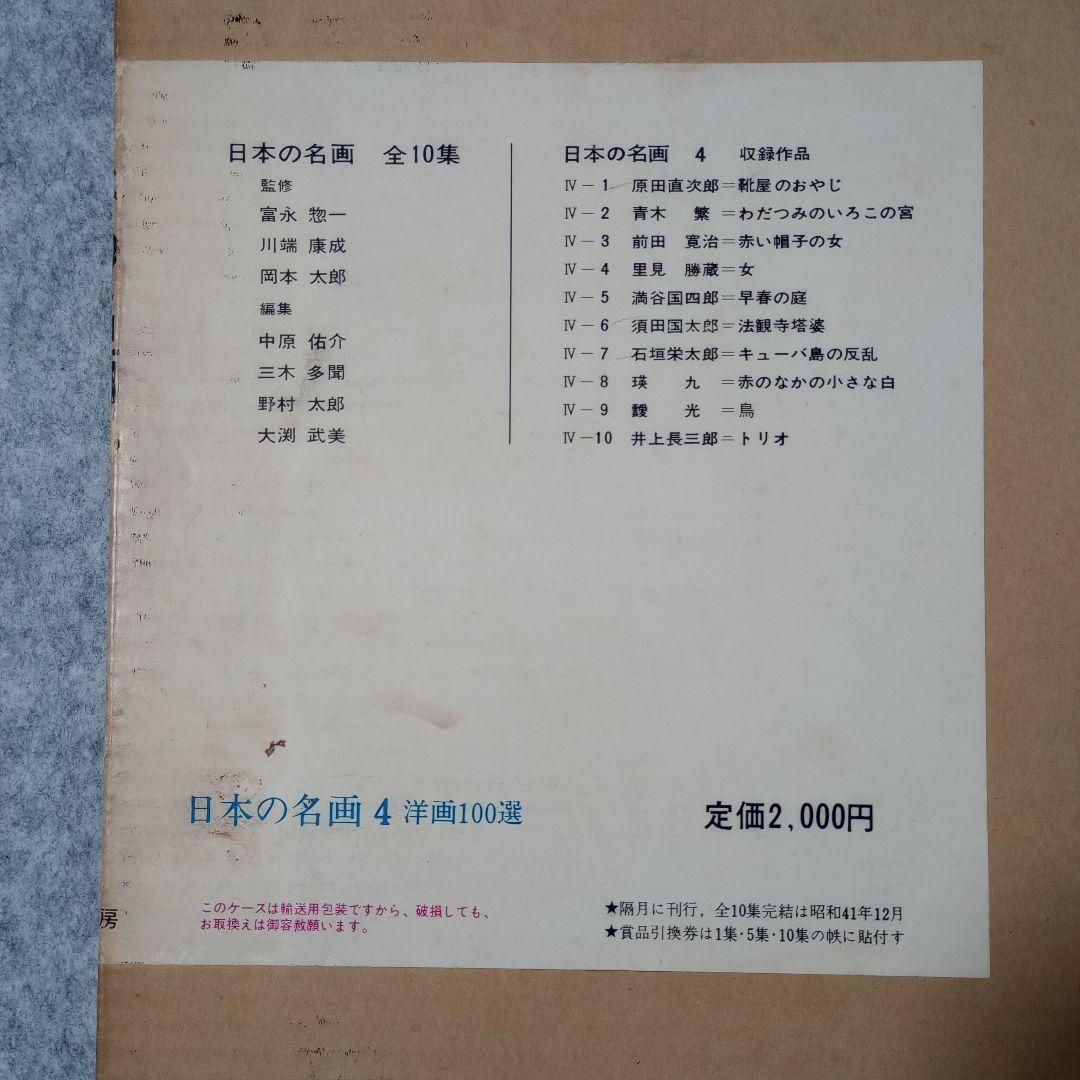 日本の名画 全10集
監修
富永 惣一
川端 康成
岡本 太郎
編集
中原 佑介
三木 多聞
野村 太郎
大渕 武美
日本の名画 4 収録作品
Ⅳ－1 原田直次郎＝靴屋のおやじ
Ⅳ－2 青木 繁＝わだつみのいろこの宮
Ⅳ－3 前田 寛治＝赤い帽子の女
Ⅳ－4 里見 勝蔵＝女
Ⅳ－5 満谷国四郎＝早春の庭
Ⅳ－6 須田国太郎＝法観寺塔婆
Ⅳ－7 石垣栄太郎＝キューバ島の反乱
Ⅳ－8 瑛 九＝赤のなかの小さな白
Ⅳ－9 靉 光＝鳥
Ⅳ－10 井上長三郎＝トリオ
日本の名画 4 洋画100選
定価2,000円
このケースは輸送用包装ですから、破損しても、
お取換えは御容赦願います。
★隔月に刊行，全10集完結は昭和41年12月
★賞品引換券は1集・5集・10集の帙に貼付す
房